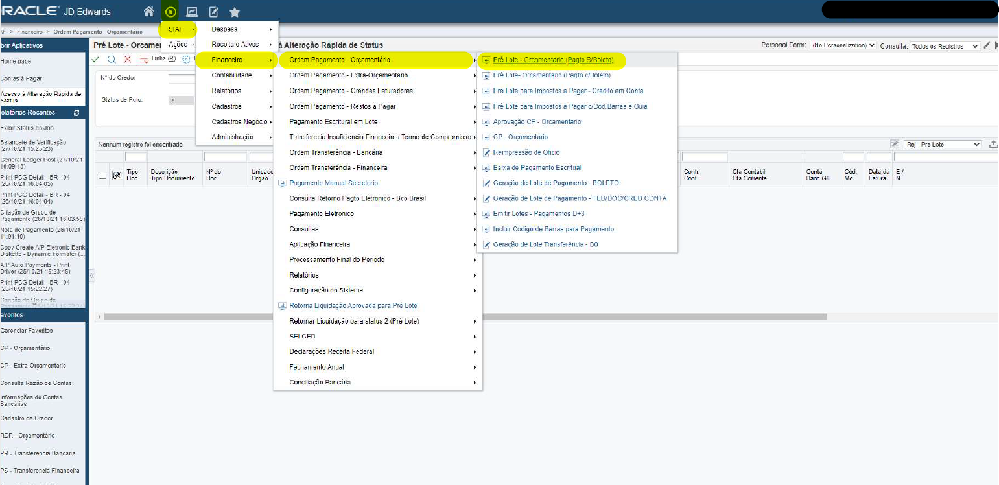 ORACLE JD Edwards
AF > Financeiro > Ordem Pagamento - Orçamentário
brir Aplicativos
Home page
Contas à Pagar
Acesso à Alteração Rápida de
Status
elatórios Recentes
Exibir Status do Job
Balancete de Verificação
(27/10/21 15:25:23)
General Ledger Post (27/10/21
10:09:13)
Print PCG Detail - BR - 04
(26/10/21 16:04:05)
Print PCG Detail - BR - 04
(26/10/21 16:04:04)
Criação de Grupo de
Pagamento (26/10/21 16:03:59)
Nota de Pagamento (26/10/21
11:01:10)
Copy Create A/P Eletronic Bank
Diskette - Dynamic Formater (...
A/P Auto Payments - Print
Driver (25/10/21 15:23:45)
Print PCG Detail - BR - 04
(25/10/21 15:22:27)
Criação de Grupo de
Pagamento (25/10/21 15:22:24)
avoritos
Gerenciar Favoritos
CP - Orçamentário
CP - Extra-Orçamentario
Consulta Razão de Contas
Informações de Contas
Bancárias
Cadastro de Credor
RDR - Orçamentário
PR - Transferencia Bancaria
PS - Transferencia Financeira
SIAF
Ações
Despesa
Receita e Ativos
Financeiro
Contabilidade
Relatórios
Cadastros
Cadastros Negócio
Administração
Pré Lote - Orcamen
à Alteração Rápida de Status
Personal Form: (No Personalization) Consulta: Todos os Registros
Linha (R)
N° do Credor
Status de Pgto. 2
Nenhum registro foi encontrado.
Rej - Pre Lote
Tipo
Doc.
Descrição
Tipo Documento
Nº do
Doc
Unidade
Orgão
Contr.
Cont.
Cta Contábil
Cta Corrente
Conta
Banc G/L
Cód.
Md.
Data da
Fatura
E /
N
Ordem Pagamento - Orçamentário
Ordem Pagamento - Extra-Orçamentario
Ordem Pagamento - Grandes Faturadores
Ordem Pagamento - Restos a Pagar
Pagamento Escritural em Lote
Transferecia Insuficiencia Financeira / Termo de Compromisso
Ordem Transferência - Bancária
Ordem Transferência - Financeira
Pagamento Manual Secretario
Consulta Retorno Pagto Eletronico - Bco Brasil
Pagamento Eletrônico
Consultas
Aplicação Financeira
Processamento Final do Periodo
Relatórios
Configuração do Sistema
Retorna Liquidação Aprovada para Pré Lote
Retornar Liquidação para status 2 (Pré Lote)
SEI CED
Declarações Receita Federal
Fechamento Anual
Conciliação Bancária
Pré Lote - Orcamentario (Pagto S/Boleto)
Pré Lote- Orcamentario (Pagto c/Boleto)
Pré Lote para Impostos a Pagar - Credito em Conta
Pré Lote para Impostos a Pagar c/Cod.Barras e Guia
Aprovação CP - Orcamentario
CP - Orçamentário
Reimpressão de Oficio
Baixa de Pagamento Escritual
Geração de Lote de Pagamento - BOLETO
Geração de Lote de Pagamento - TED/DOC/CRED CONTA
Emitir Lotes - Pagamentos D+3
Incluir Código de Barras para Pagamento
Geração de Lote Transferência - D0